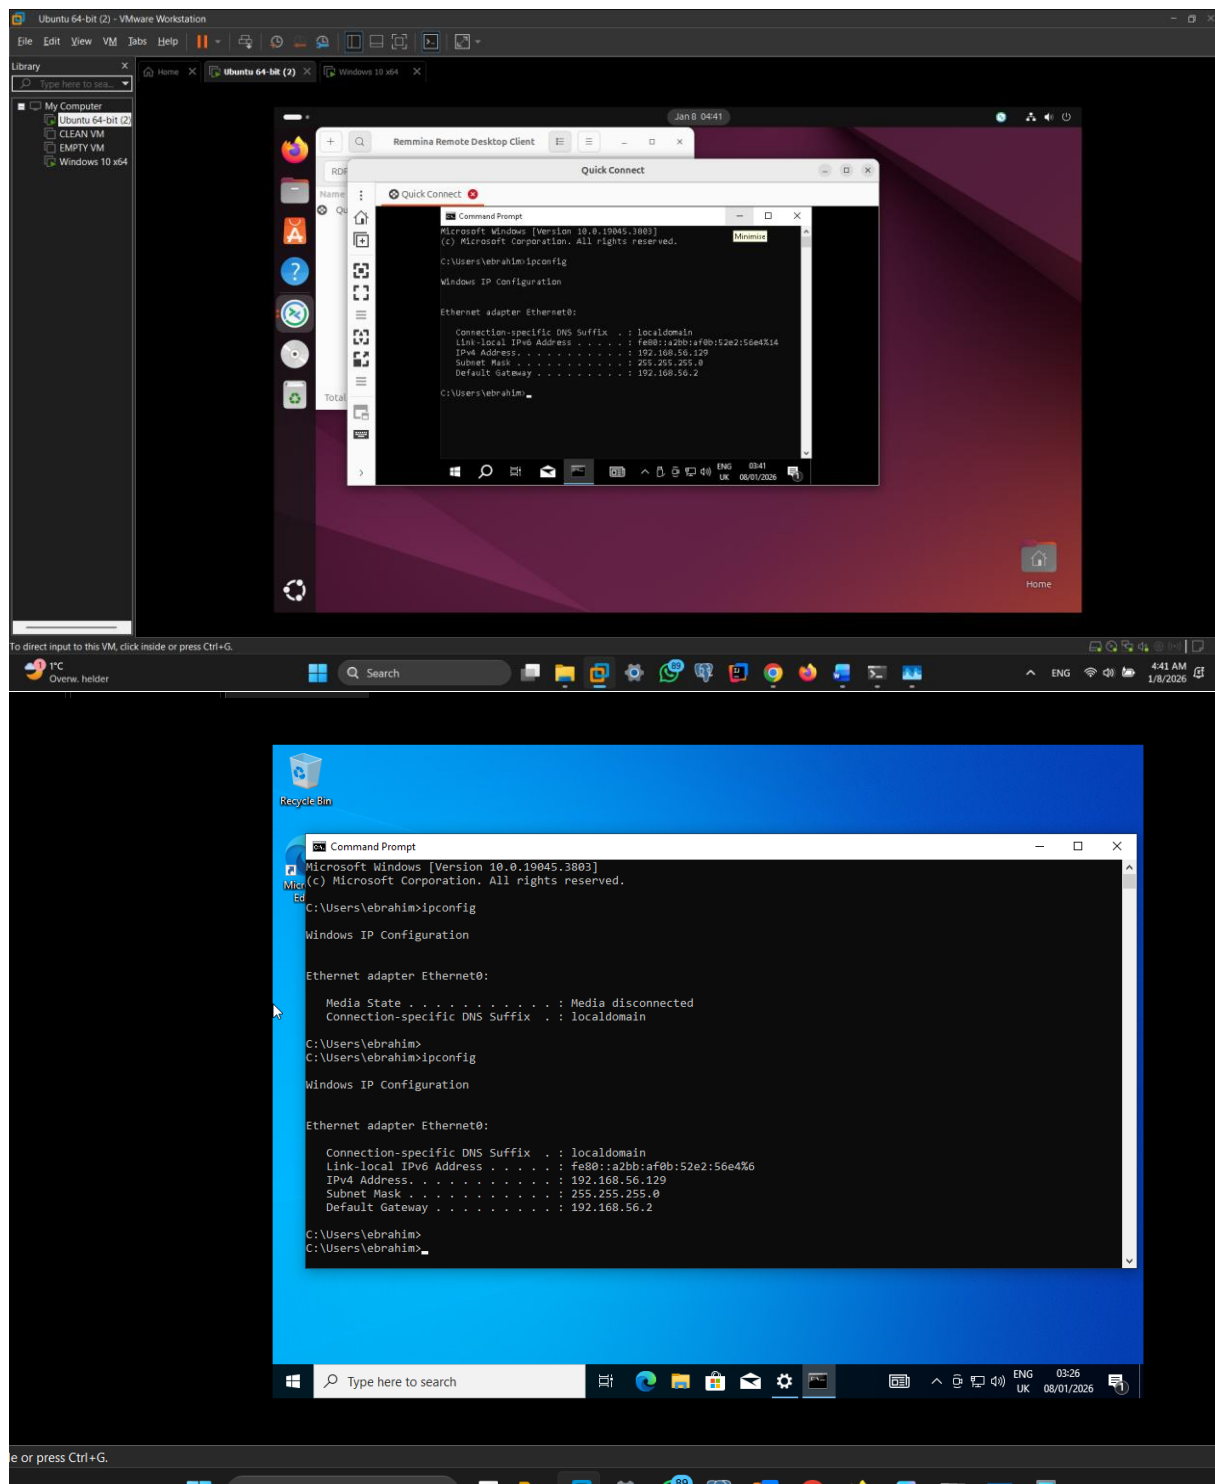 Ubuntu 64-bit (2) - VMware Workstation
File Edit View VM Tabs Help
Library
Type here to sea...
Home
Ubuntu 64-bit (2)
Windows 10 x64
My Computer
Ubuntu 64-bit (2)
CLEAN VM
EMPTY VM
Windows 10 x64
Jan 8 04:41
Remmina Remote Desktop Client
RDP
Name
Qu
Total
Quick Connect
Quick Connect
Command Prompt
Minimise
Microsoft Windows [Version 10.0.19045.3803]
(c) Microsoft Corporation. All rights reserved.
C:\Users\ebrahim>ipconfig
Windows IP Configuration
Ethernet adapter Ethernet0:
Connection-specific DNS Suffix . : localdomain
Link-local IPv6 Address . . . . . : fe80::a2bb:af0b:52e2:56e4%14
IPv4 Address. . . . . . . . . . . : 192.168.56.129
Subnet Mask . . . . . . . . . . . : 255.255.255.0
Default Gateway . . . . . . . . . : 192.168.56.2
C:\Users\ebrahim>
ENG
UK
03:41
08/01/2026
1
Home
To direct input to this VM, click inside or press Ctrl+G.
1
1°C
Overw. helder
Search
89
ENG
4:41 AM
1/8/2026
Recycle Bin
Micr
Ed
Command Prompt
Microsoft Windows [Version 10.0.19045.3803]
(c) Microsoft Corporation. All rights reserved.
C:\Users\ebrahim>ipconfig
Windows IP Configuration
Ethernet adapter Ethernet0:
Media State . . . . . . . . . . . : Media disconnected
Connection-specific DNS Suffix . : localdomain
C:\Users\ebrahim>
C:\Users\ebrahim>ipconfig
Windows IP Configuration
Ethernet adapter Ethernet0:
Connection-specific DNS Suffix . : localdomain
Link-local IPv6 Address . . . . . : fe80::a2bb:af0b:52e2:56e4%6
IPv4 Address. . . . . . . . . . . : 192.168.56.129
Subnet Mask . . . . . . . . . . . : 255.255.255.0
Default Gateway . . . . . . . . . : 192.168.56.2
C:\Users\ebrahim>
C:\Users\ebrahim>
Type here to search
ENG
UK
03:26
08/01/2026
1
le or press Ctrl+G.
89